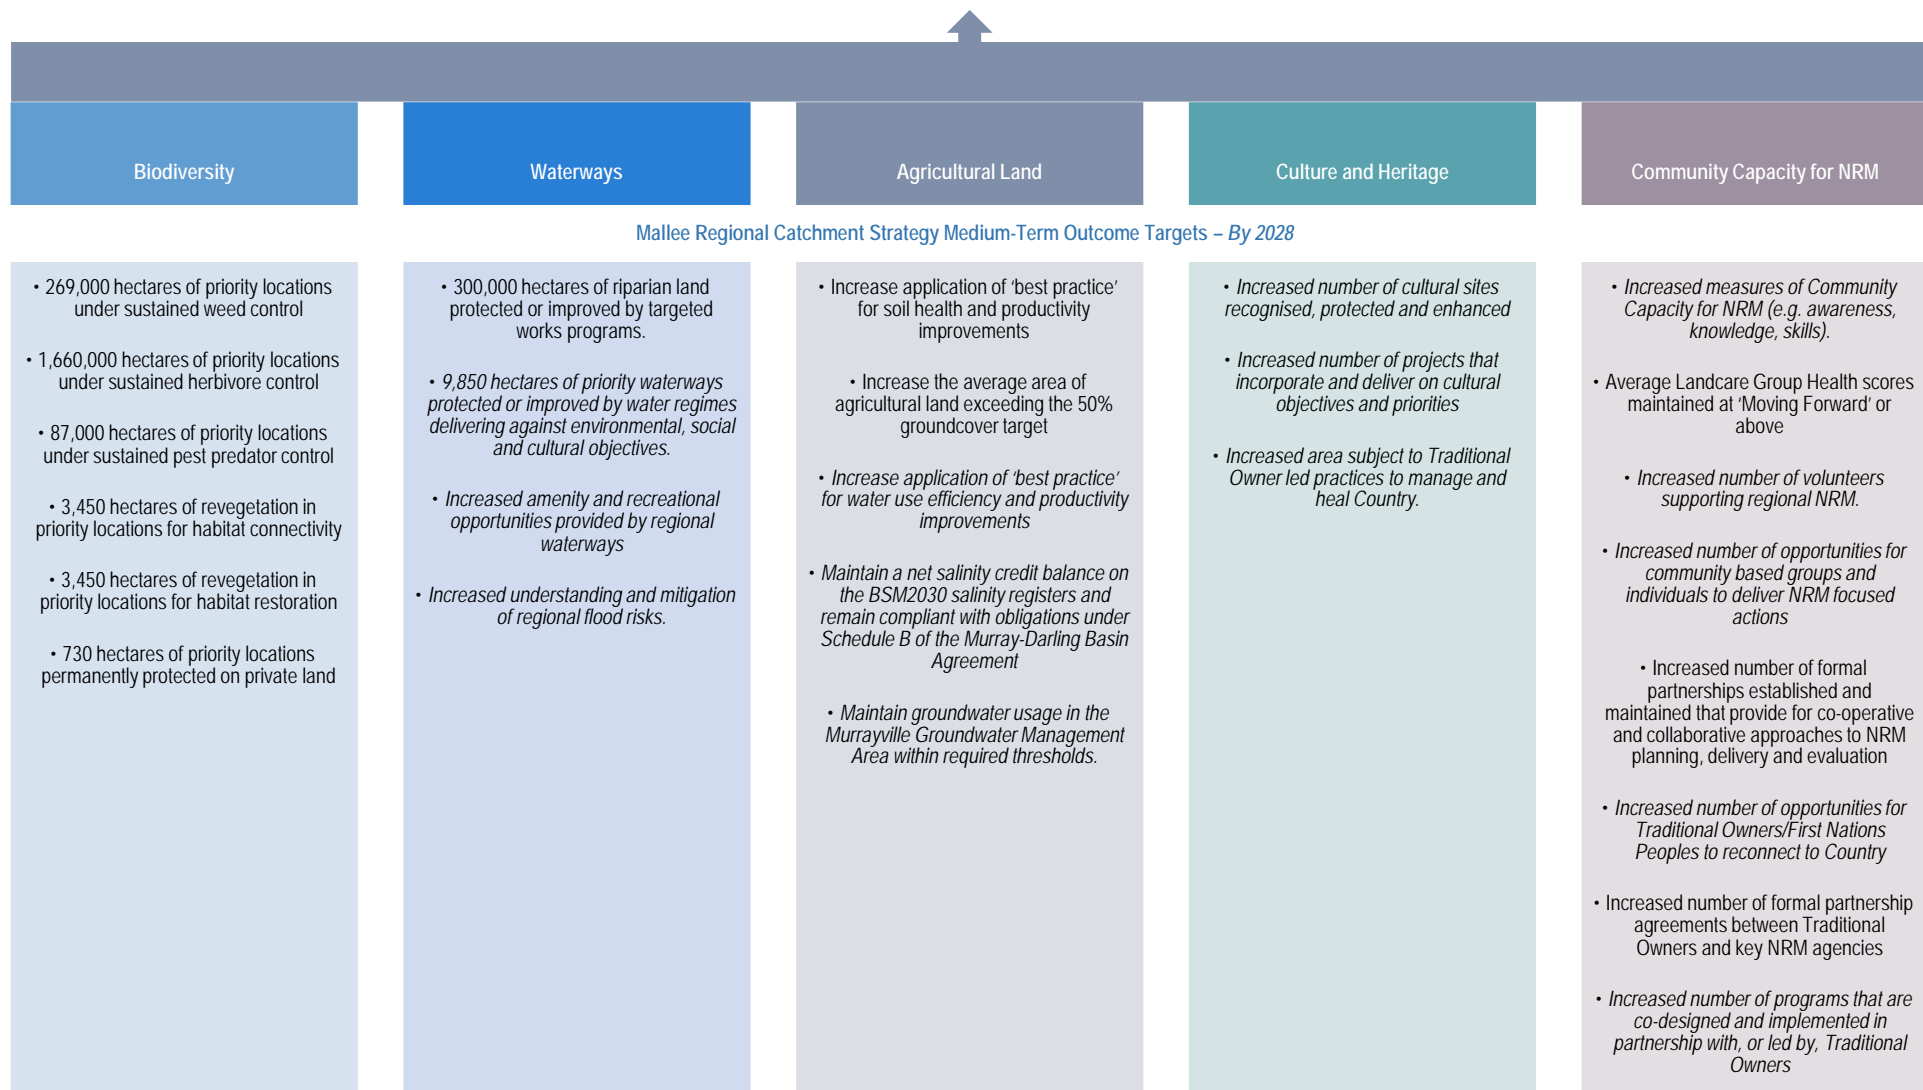 Biodiversity
Waterways
Agricultural Land
Culture and Heritage
Community Capacity for NRM
Mallee Regional Catchment Strategy Medium-Term Outcome Targets – By 2028
• 269,000 hectares of priority locations
under sustained weed control
• 1,660,000 hectares of priority locations
under sustained herbivore control
• 87,000 hectares of priority locations
under sustained pest predator control
• 3,450 hectares of revegetation in
priority locations for habitat connectivity
• 3,450 hectares of revegetation in
priority locations for habitat restoration
• 730 hectares of priority locations
permanently protected on private land
• 300,000 hectares of riparian land
protected or improved by targeted
works programs.
• 9,850 hectares of priority waterways
protected or improved by water regimes
delivering against environmental, social
and cultural objectives.
• Increased amenity and recreational
opportunities provided by regional
waterways
• Increased understanding and mitigation
of regional flood risks.
• Increase application of ‘best practice’
for soil health and productivity
improvements
• Increase the average area of
agricultural land exceeding the 50%
groundcover target
• Increase application of ‘best practice’
for water use efficiency and productivity
improvements
• Maintain a net salinity credit balance on
the BSM2030 salinity registers and
remain compliant with obligations under
Schedule B of the Murray-Darling Basin
Agreement
• Maintain groundwater usage in the
Murrayville Groundwater Management
Area within required thresholds.
• Increased number of cultural sites
recognised, protected and enhanced
• Increased number of projects that
incorporate and deliver on cultural
objectives and priorities
• Increased area subject to Traditional
Owner led practices to manage and
heal Country.
• Increased measures of Community
Capacity for NRM (e.g. awareness,
knowledge, skills).
• Average Landcare Group Health scores
maintained at ‘Moving Forward’ or
above
• Increased number of volunteers
supporting regional NRM.
• Increased number of opportunities for
community based groups and
individuals to deliver NRM focused
actions
• Increased number of formal
partnerships established and
maintained that provide for co-operative
and collaborative approaches to NRM
planning, delivery and evaluation
• Increased number of opportunities for
Traditional Owners/First Nations
Peoples to reconnect to Country
• Increased number of formal partnership
agreements between Traditional
Owners and key NRM agencies
• Increased number of programs that are
co-designed and implemented in
partnership with, or led by, Traditional
Owners